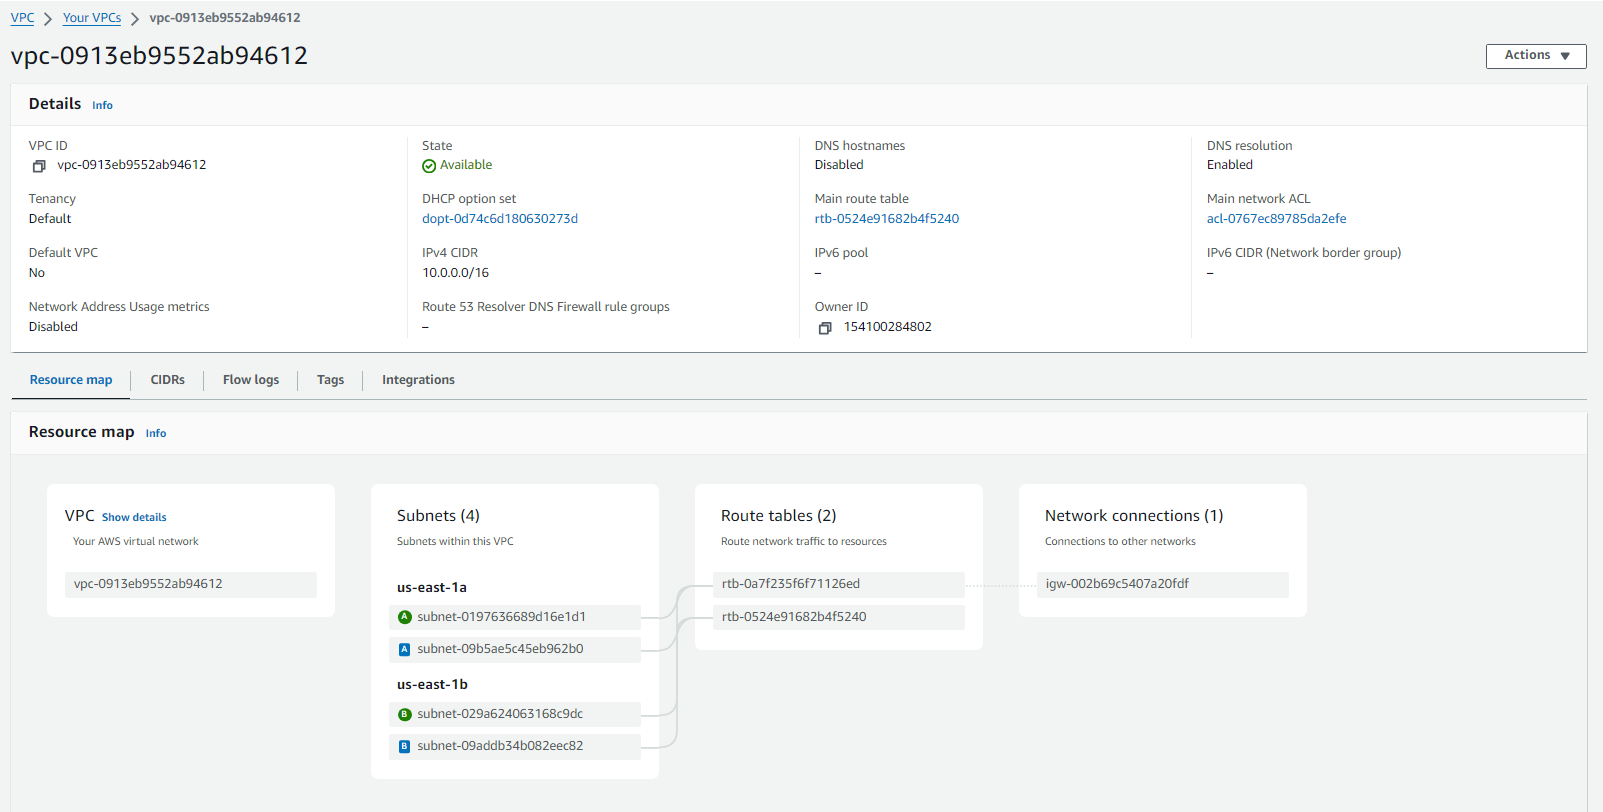 VPC > Your VPCs > vpc-0913eb9552ab94612
vpc-0913eb9552ab94612
Actions
Details Info
VPC ID
vpc-0913eb9552ab94612
State
Available
DNS hostnames
Disabled
DNS resolution
Enabled
Tenancy
Default
DHCP option set
dopt-0d74c6d180630273d
Main route table
rtb-0524e91682b4f5240
Main network ACL
acl-0767ec89785da2efe
Default VPC
No
IPv4 CIDR
10.0.0.0/16
IPv6 pool
–
IPv6 CIDR (Network border group)
–
Network Address Usage metrics
Disabled
Route 53 Resolver DNS Firewall rule groups
–
Owner ID
154100284802
Resource map
CIDRs
Flow logs
Tags
Integrations
Resource map Info
VPC Show details
Your AWS virtual network
vpc-0913eb9552ab94612
Subnets (4)
Subnets within this VPC
us-east-1a
A subnet-0197636689d16e1d1
A subnet-09b5ae5c45eb962b0
us-east-1b
B subnet-029a624063168c9dc
B subnet-09addb34b082eec82
Route tables (2)
Route network traffic to resources
rtb-0a7f235f6f71126ed
rtb-0524e91682b4f5240
Network connections (1)
Connections to other networks
igw-002b69c5407a20fdf